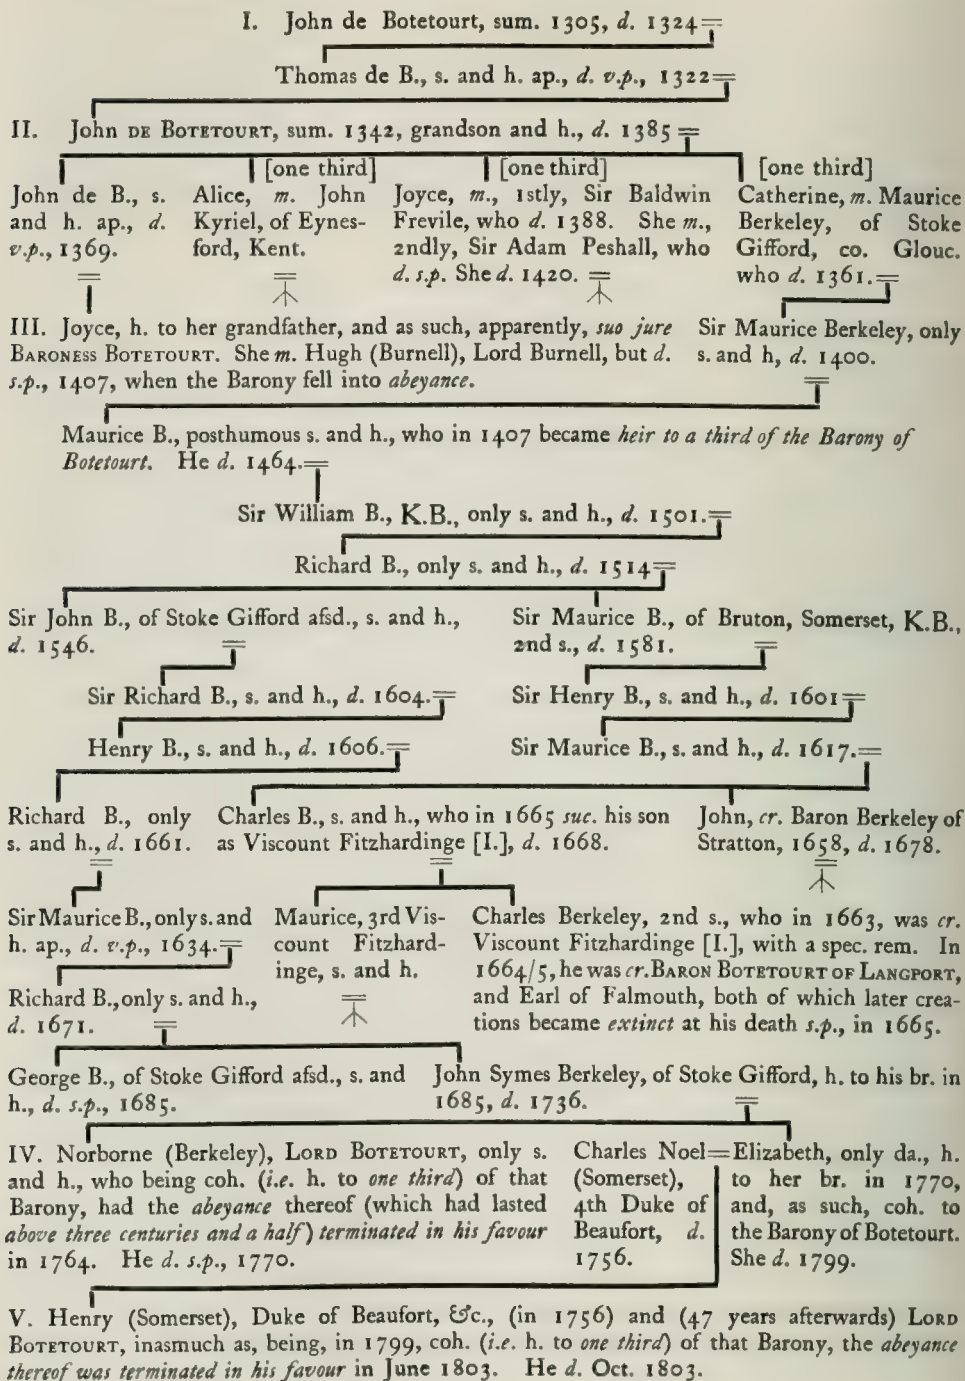 I. John de Botetourt, sum. 1305, d. 1324
Thomas de B., s. and h. ap., d. v.p., 1322
II. John DE BOTETOURT, sum. 1342, grandson and h., d. 1385
John de B., s. and h. ap., d. v.p., 1369.
[one third]
Alice, m. John Kyriel, of Eynes-
ford, Kent.
[one third]
Joyce, m., 1stly, Sir Baldwin
Frevile, who d. 1388. She m.,
2ndly, Sir Adam Peshall, who
d. s.p. She d. 1420.
[one third]
Catherine, m. Maurice
Berkeley, of Stoke
Gifford, co. Glouc.
who d. 1361.
III. Joyce, h. to her grandfather, and as such, apparently, suo jure
BARONESS BOTETOURT. She m. Hugh (Burnell), Lord Burnell, but d.
s.p., 1407, when the Barony fell into abeyance.
Sir Maurice Berkeley, only
s. and h, d. 1400.
Maurice B., posthumous s. and h., who in 1407 became heir to a third of the Barony of
Botetourt. He d. 1464.
Sir William B., K.B., only s. and h., d. 1501.
Richard B., only s. and h., d. 1514
Sir John B., of Stoke Gifford afsd., s. and h.,
d. 1546.
Sir Maurice B., of Bruton, Somerset, K.B.,
2nd s., d. 1581.
Sir Richard B., s. and h., d. 1604.
Sir Henry B., s. and h., d. 1601
Henry B., s. and h., d. 1606.
Sir Maurice B., s. and h., d. 1617.
Richard B., only
s. and h., d. 1661.
Charles B., s. and h., who in 1665 suc. his son
as Viscount Fitzhardinge [I.], d. 1668.
John, cr. Baron Berkeley of
Stratton, 1658, d. 1678.
Sir Maurice B., only s. and
h. ap., d. v.p., 1634.
Maurice, 3rd Vis-
count Fitzhard-
inge, s. and h.
Charles Berkeley, 2nd s., who in 1663, was cr.
Viscount Fitzhardinge [I.], with a spec. rem. In
1664/5, he was cr. BARON BOTETOURT OF LANGPORT,
and Earl of Falmouth, both of which later crea-
tions became extinct at his death s.p., in 1665.
Richard B., only s. and h.,
d. 1671.
George B., of Stoke Gifford afsd., s. and
h., d. s.p., 1685.
John Symes Berkeley, of Stoke Gifford, h. to his br. in
1685, d. 1736.
IV. Norborne (Berkeley), LORD BOTETOURT, only s.
and h., who being coh. (i.e. h. to one third) of that
Barony, had the abeyance thereof (which had lasted
above three centuries and a half) terminated in his favour
in 1764. He d. s.p., 1770.
Charles Noel
(Somerset),
4th Duke of
Beaufort, d.
1756.
Elizabeth, only da., h.
to her br. in 1770,
and, as such, coh. to
the Barony of Botetourt.
She d. 1799.
V. Henry (Somerset), Duke of Beaufort, &c., (in 1756) and (47 years afterwards) LORD
BOTETOURT, inasmuch as, being, in 1799, coh. (i.e. h. to one third) of that Barony, the abeyance
thereof was terminated in his favour in June 1803. He d. Oct. 1803.